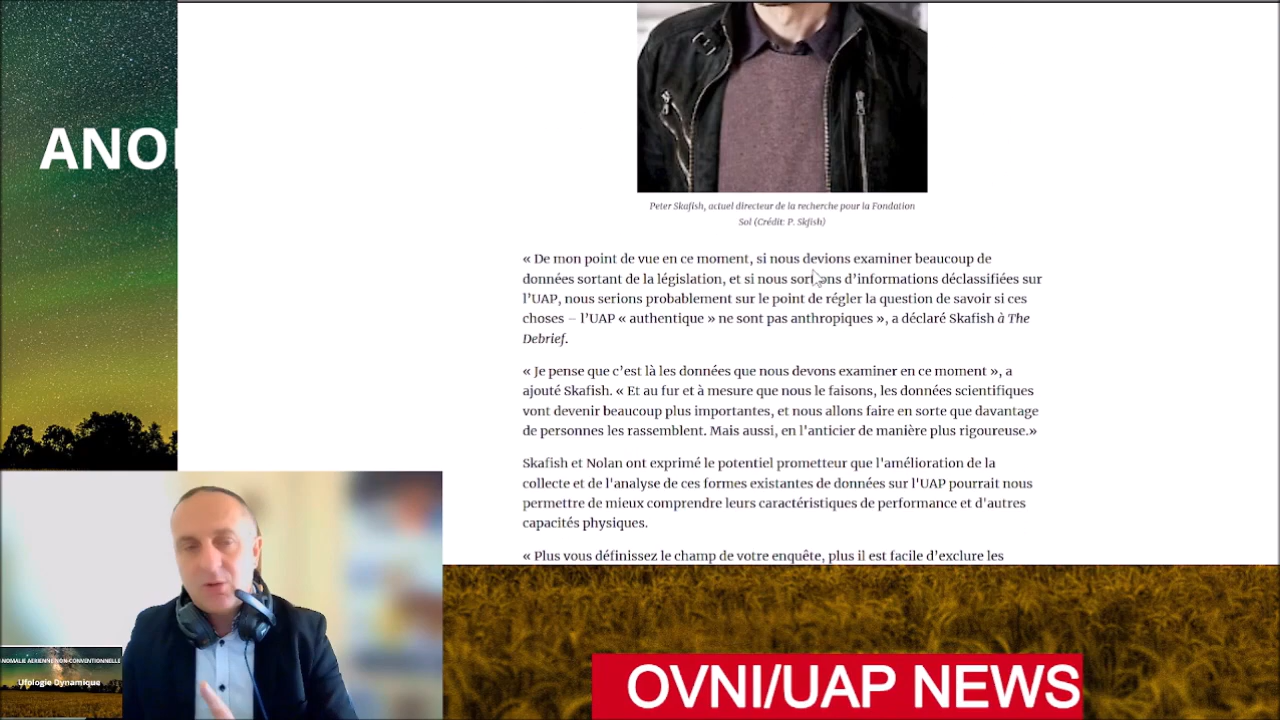 ANO
Peter Skafish, actuel directeur de la recherche pour la Fondation
Sol (Crédit: P. Skfish)
« De mon point de vue en ce moment, si nous devions examiner beaucoup de
données sortant de la législation, et si nous sortions d'informations déclassifiées sur
l'UAP, nous serions probablement sur le point de régler la question de savoir si ces
choses – l'UAP « authentique » ne sont pas anthropiques », a déclaré Skafish à The
Debrief.
« Je pense que c'est là les données que nous devons examiner en ce moment », a
ajouté Skafish. « Et au fur et à mesure que nous le faisons, les données scientifiques
vont devenir beaucoup plus importantes, et nous allons faire en sorte que davantage
de personnes les rassemblent. Mais aussi, en l'anticier de manière plus rigoureuse.»
Skafish et Nolan ont exprimé le potentiel prometteur que l'amélioration de la
collecte et de l'analyse de ces formes existantes de données sur l'UAP pourrait nous
permettre de mieux comprendre leurs caractéristiques de performance et d'autres
capacités physiques.
« Plus vous définissez le champ de votre enquête, plus il est facile d'exclure les
ANOMALIE AERIENNE NON-CONVENTIONNELLE
Ufologie Dynamique
OVNI/UAP NEWS